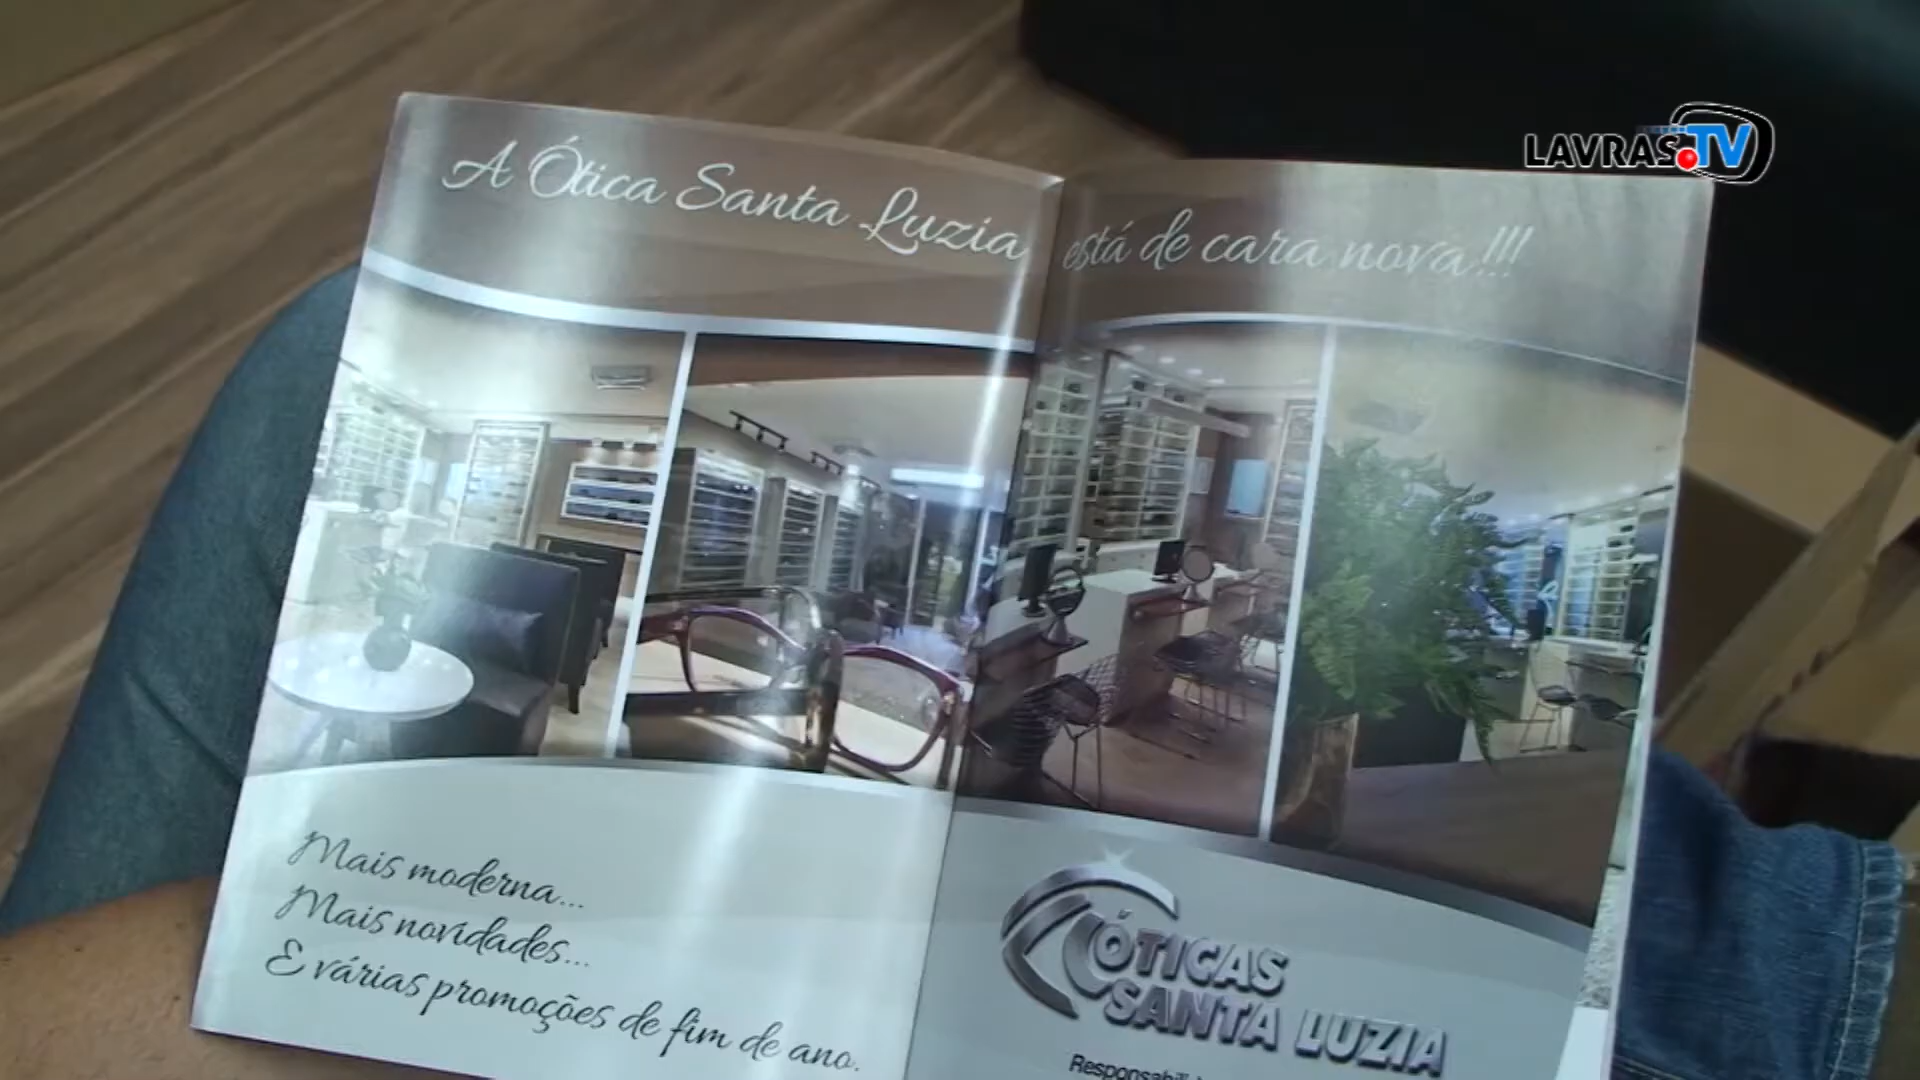 LAVRAS.TV
A Ótica Santa Luzia está de cara nova!!!
Mais moderna...
Mais novidades...
E várias promoções de fim de ano.
ÓTICAS
SANTA LUZIA